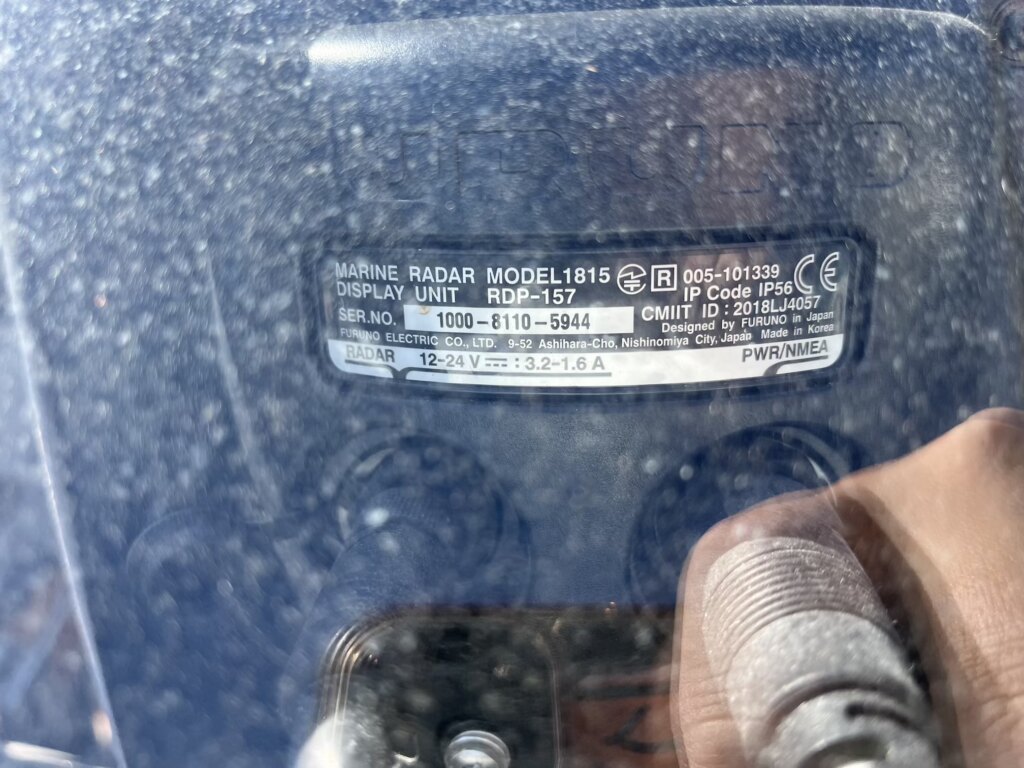 FURUNO
MARINE RADAR MODEL1815 R 005-101339 CE
DISPLAY UNIT RDP-157 IP Code IP56
SER.NO. 1000-8110-5944 CMIIT ID : 2018LJ4057
Designed by FURUNO in Japan
FURUNO ELECTRIC CO., LTD. 9-52 Ashihara-Cho, Nishinomiya City, Japan Made in Korea
RADAR 12-24 V ⎓ : 3.2-1.6 A PWR/NMEA